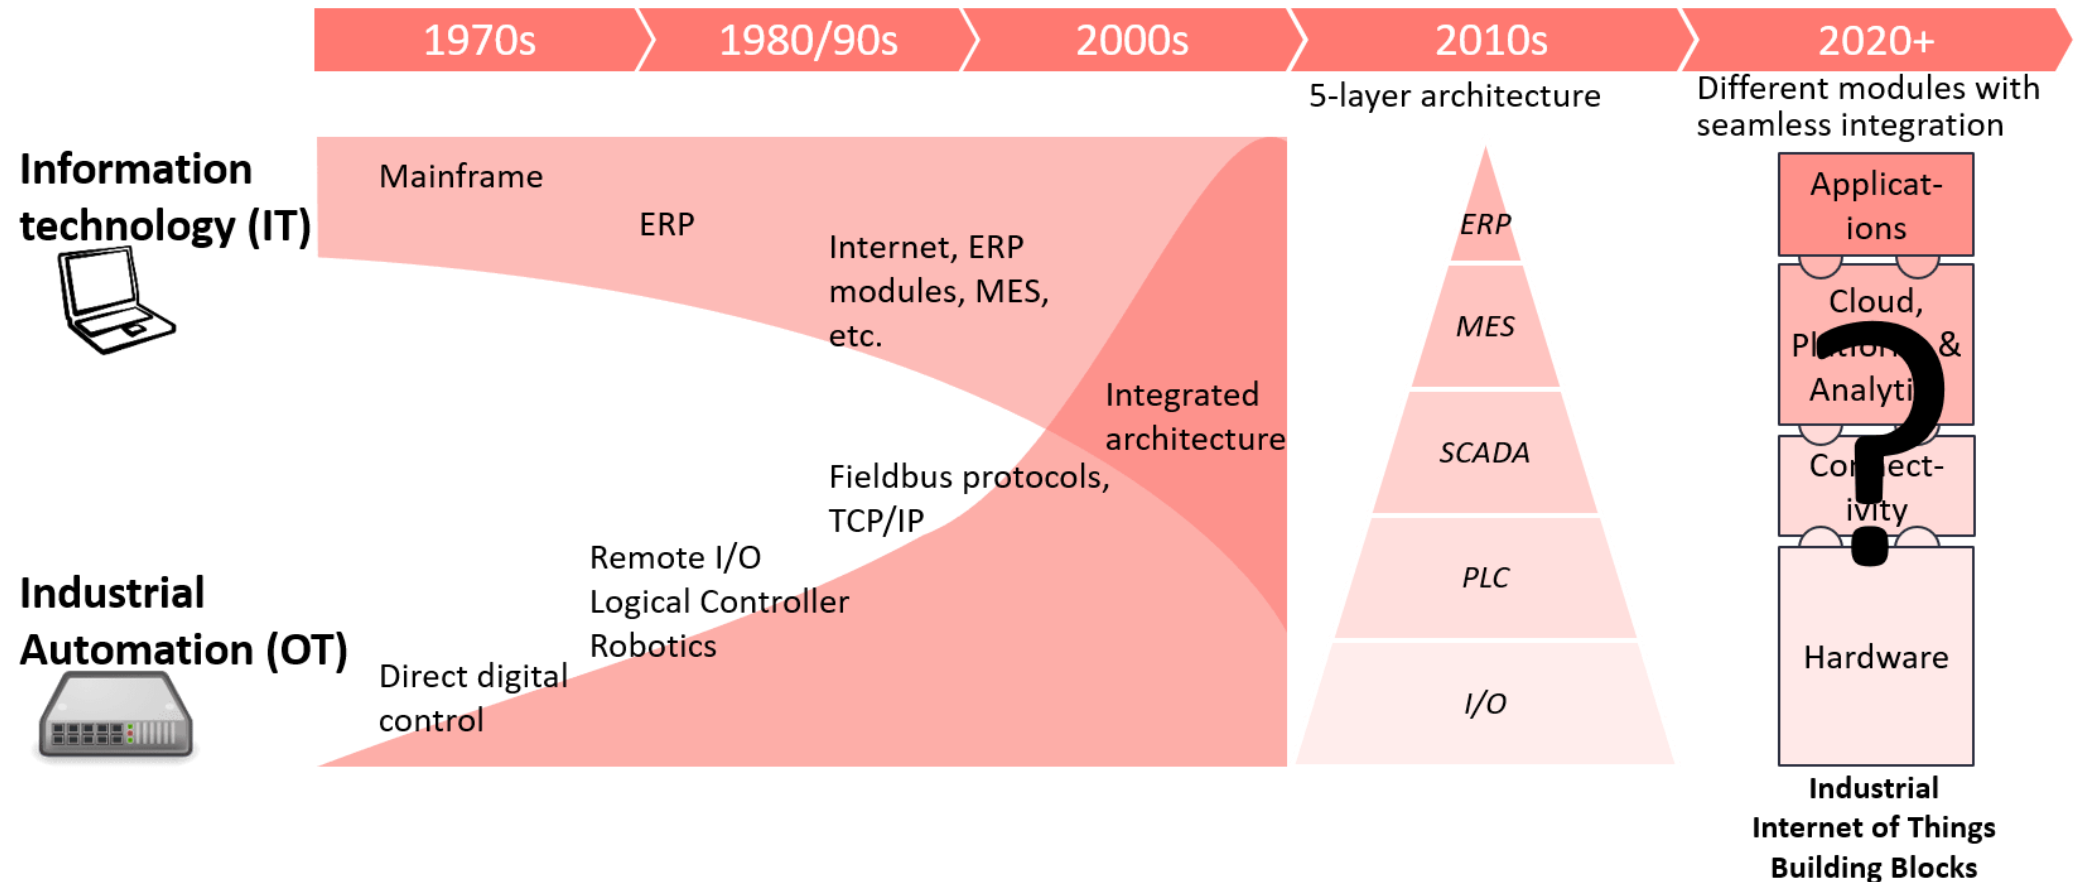 1970s
1980/90s
2000s
2010s
2020+
5-layer architecture
Different modules with
seamless integration
Information
technology (IT)
Mainframe
ERP
Internet, ERP
modules, MES,
etc.
Integrated
architecture
Fieldbus protocols,
TCP/IP
Remote I/O
Logical Controller
Robotics
Industrial
Automation (OT)
Direct digital
control
ERP
MES
SCADA
PLC
I/O
Applicat-
ions
Cloud,
&
?
Hardware
Industrial
Internet of Things
Building Blocks